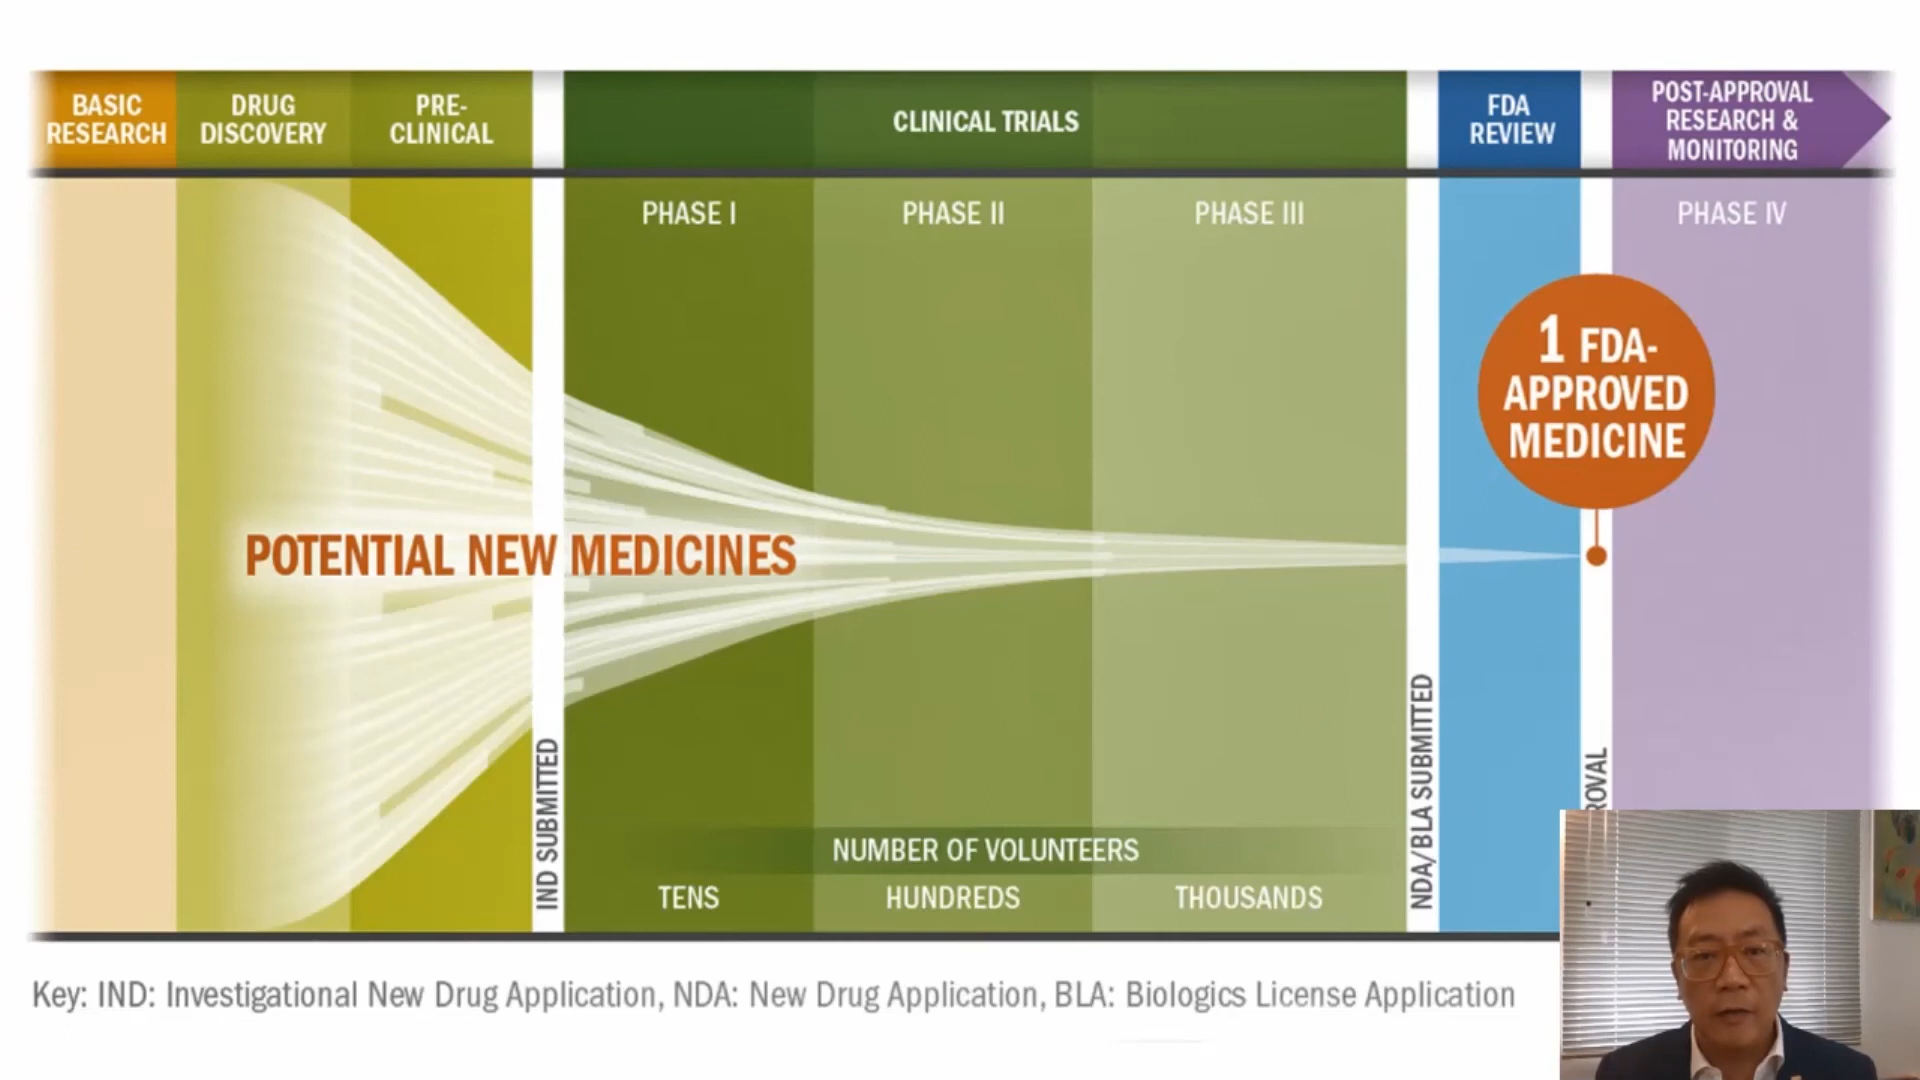 BASIC
RESEARCH
DRUG
DISCOVERY
PRE-
CLINICAL
CLINICAL TRIALS
FDA
REVIEW
POST-APPROVAL
RESEARCH &
MONITORING
PHASE I
PHASE II
PHASE III
PHASE IV
1 FDA-
APPROVED
MEDICINE
POTENTIAL NEW MEDICINES
IND SUBMITTED
NDA/BLA SUBMITTED
ROVAL
NUMBER OF VOLUNTEERS
TENS
HUNDREDS
THOUSANDS
Key: IND: Investigational New Drug Application, NDA: New Drug Application, BLA: Biologics License Application